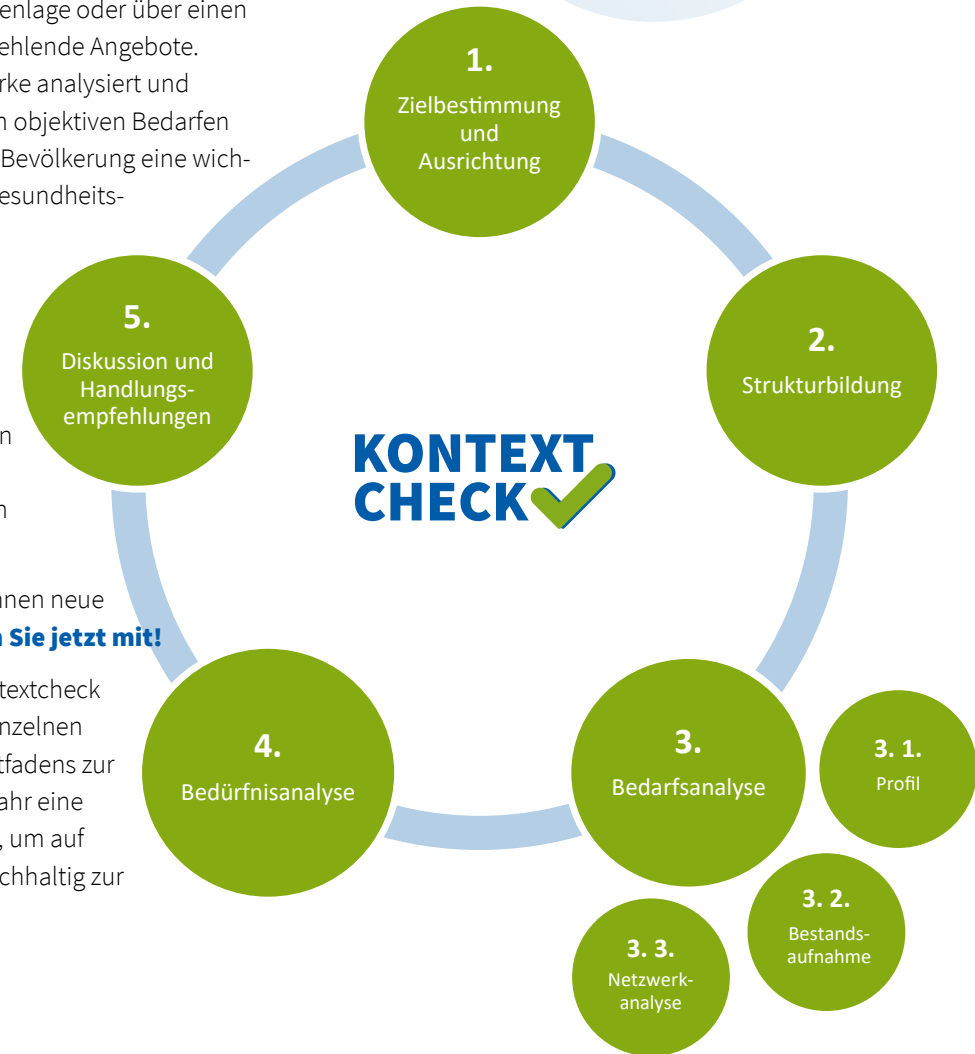 enlage oder über einen
ehlende Angebote.
rke analysiert und
n objektiven Bedarfen
Bevölkerung eine wich-
esundheits-
n
n
nnen neue
n Sie jetzt mit!
textcheck
nzelnen
tfadens zur
ahr eine
, um auf
chhaltig zur
1.
Zielbestimmung
und
Ausrichtung
2.
Strukturbildung
3.
Bedarfsanalyse
3. 1.
Profil
3. 2.
Bestands-
aufnahme
3. 3.
Netzwerk-
analyse
4.
Bedürfnisanalyse
5.
Diskussion und
Handlungs-
empfehlungen
KONTEXT
CHECK